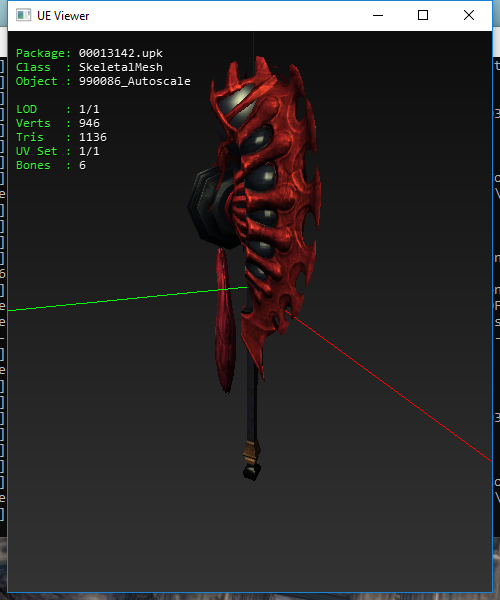 UE Viewer
Package: 00013142.upk
Class  : SkeletalMesh
Object : 990086_Autoscale
LOD    : 1/1
Verts  : 946
Tris   : 1136
UV Set : 1/1
Bones  : 6